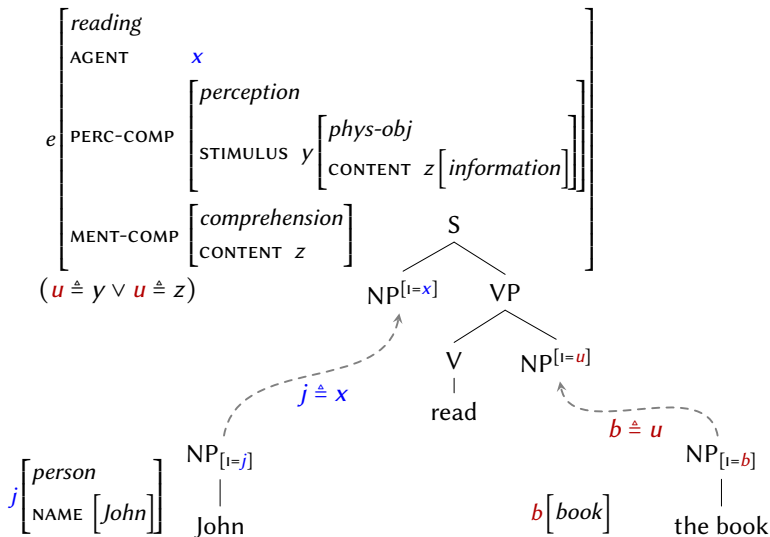 reading
AGENT x
perception
e PERC-COMP STIMULUS y phys-obj
CONTENT z [information]
MENT-COMP comprehension
CONTENT z
(u ≜ y ∨ u ≜ z)
S
NP[I=x] VP
V NP[I=u]
read
j ≜ x
b ≜ u
NP[I=j] NP[I=b]
j person
NAME [John]
John
b[book]
the book